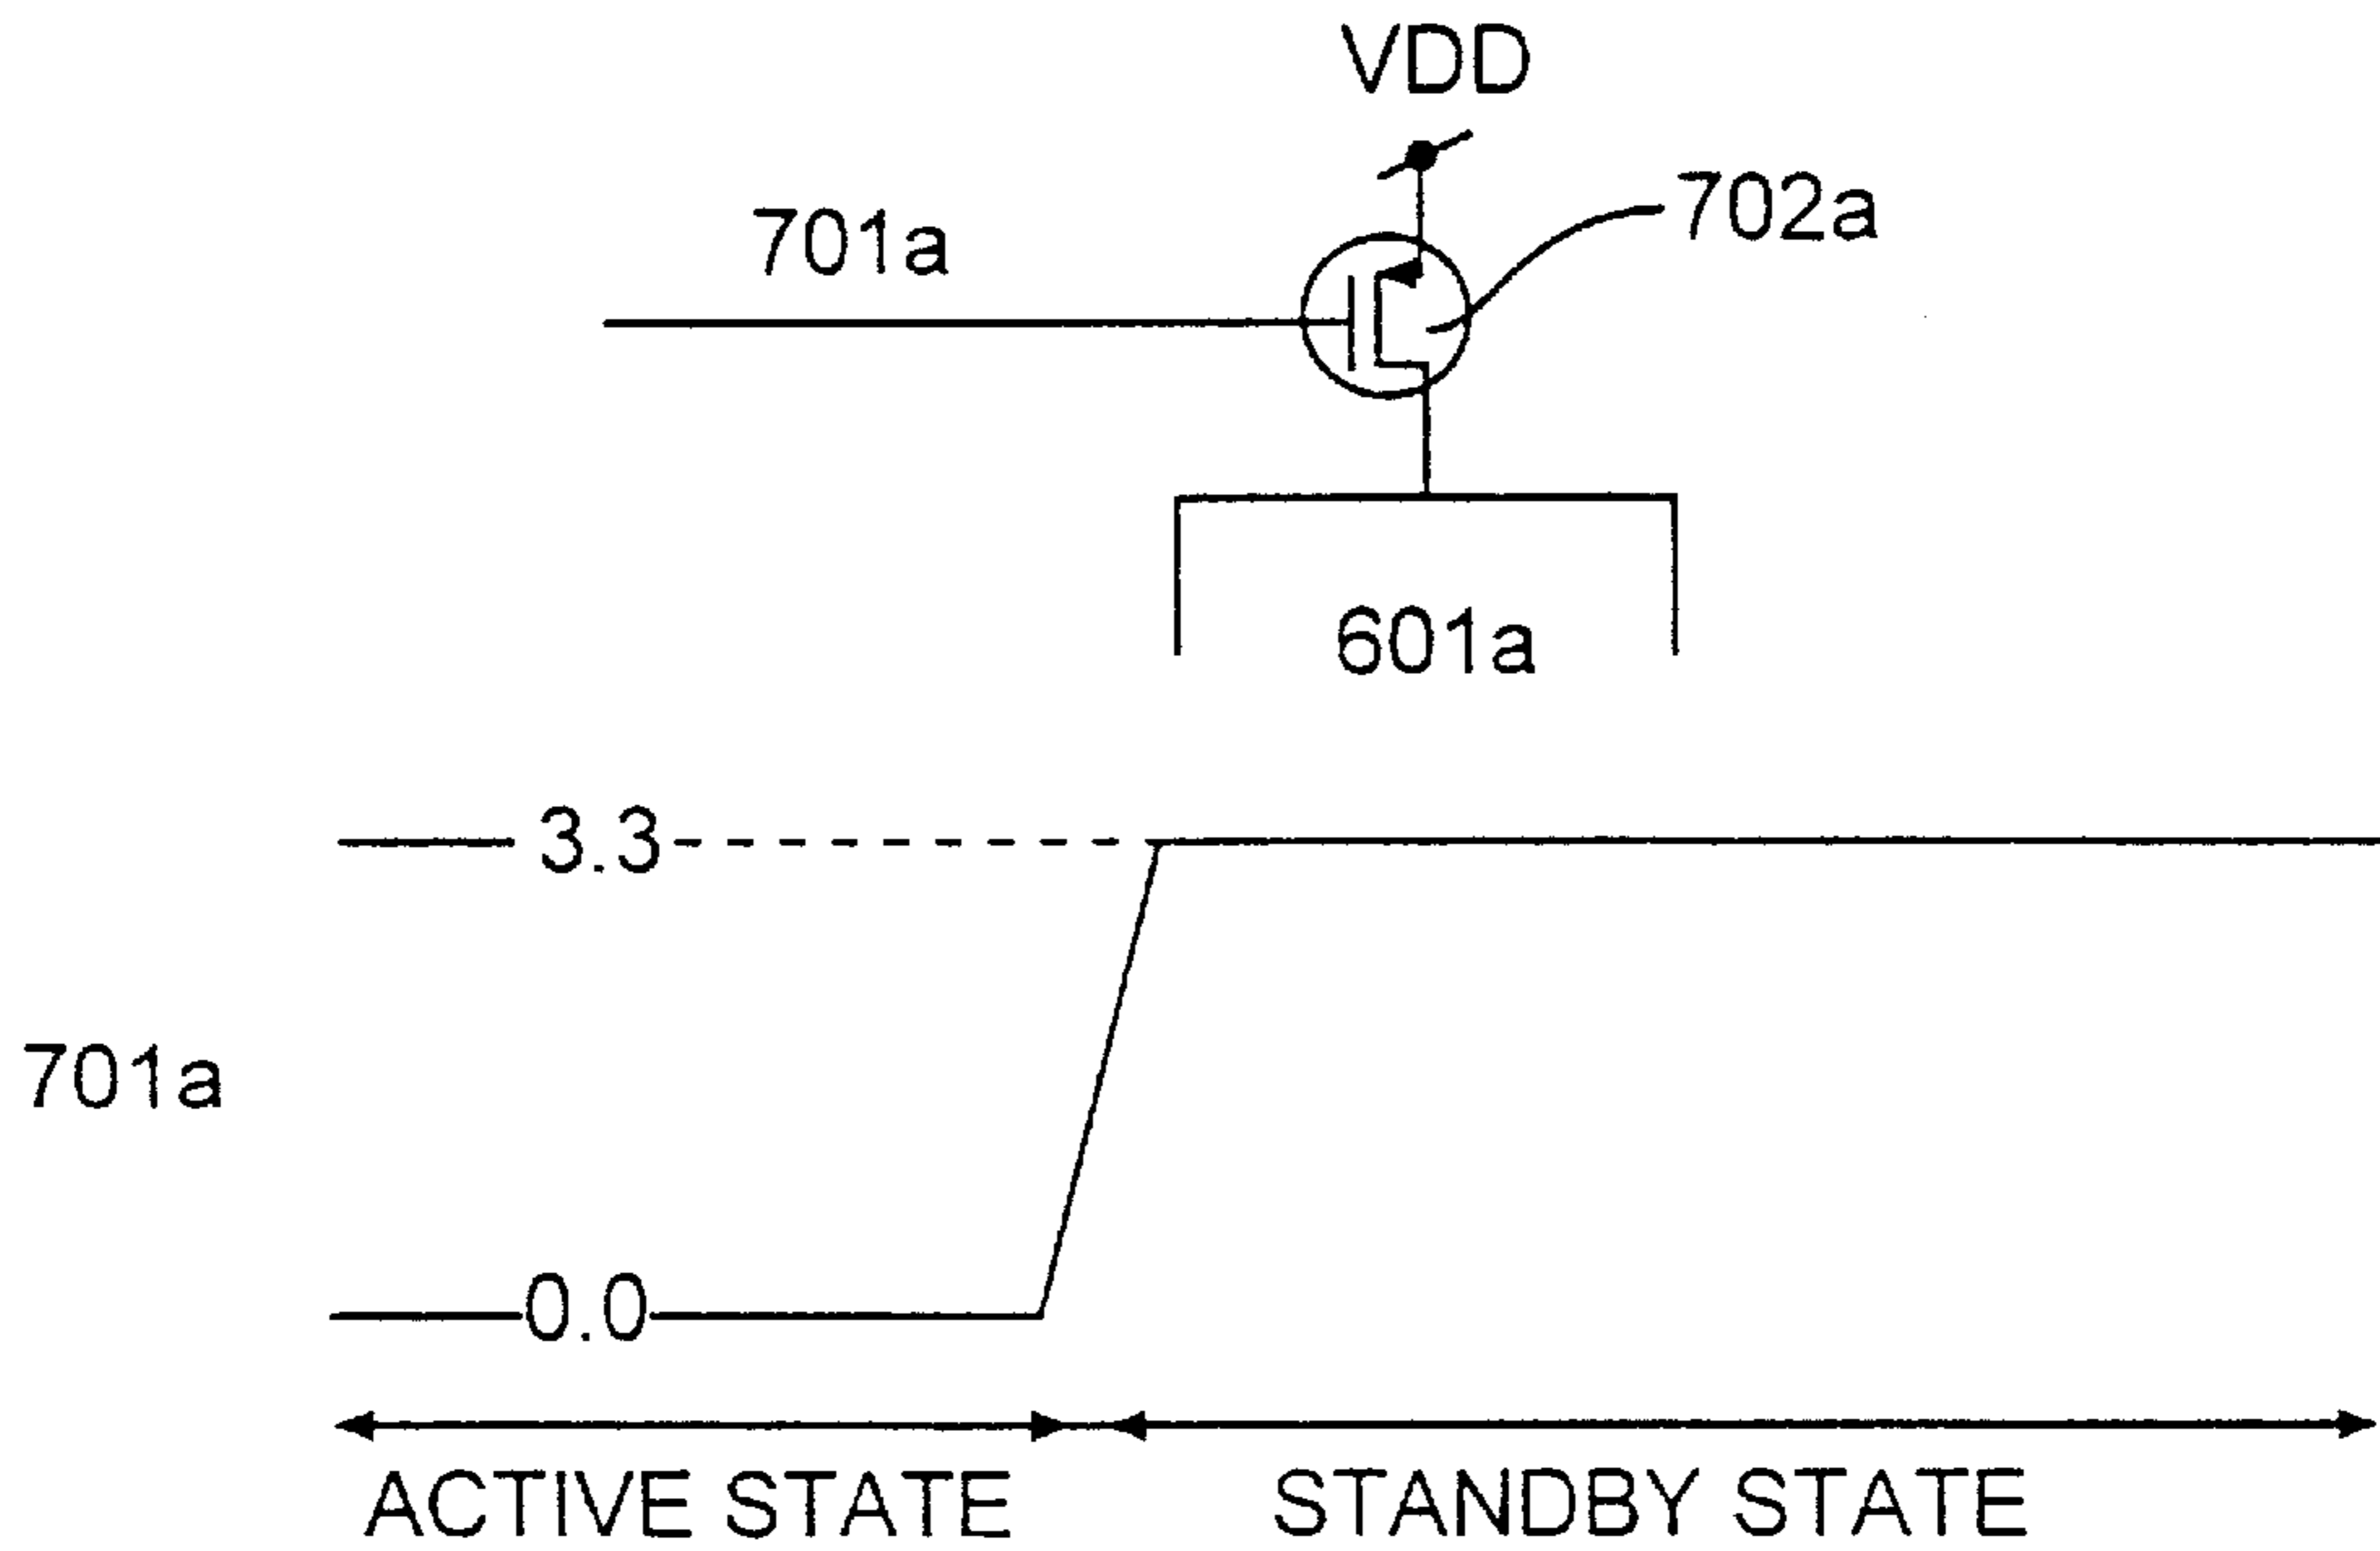 VDD
702a
701a
601a
3.3
701a
0.0
ACTIVE STATE
STANDBY STATE